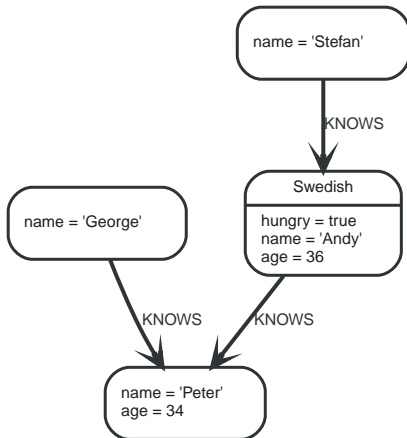 name = 'Stefan'
KNOWS
Swedish
hungry = true
name = 'Andy'
age = 36
name = 'George'
KNOWS
KNOWS
name = 'Peter'
age = 34